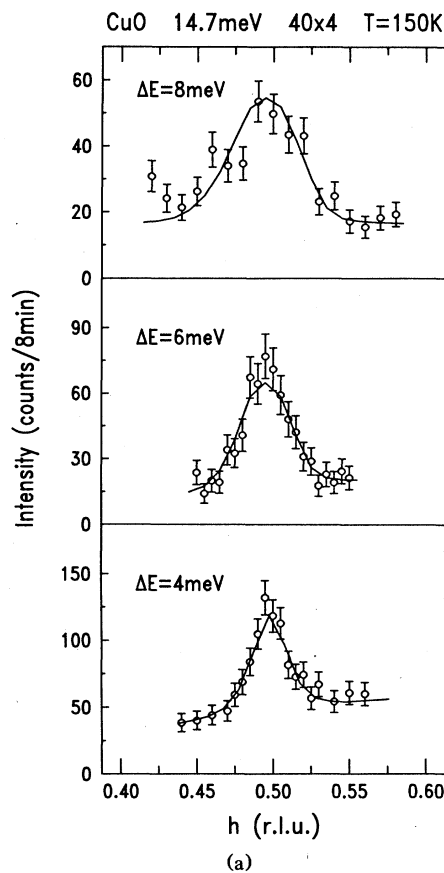 CuO 14.7meV 40x4 T=150K
ΔE=8meV
60
40
20
0
ΔE=6meV
90
60
30
0
ΔE=4meV
150
100
50
0
Intensity (counts/8min)
0.40 0.45 0.50 0.55 0.60
h (r.l.u.)
(a)